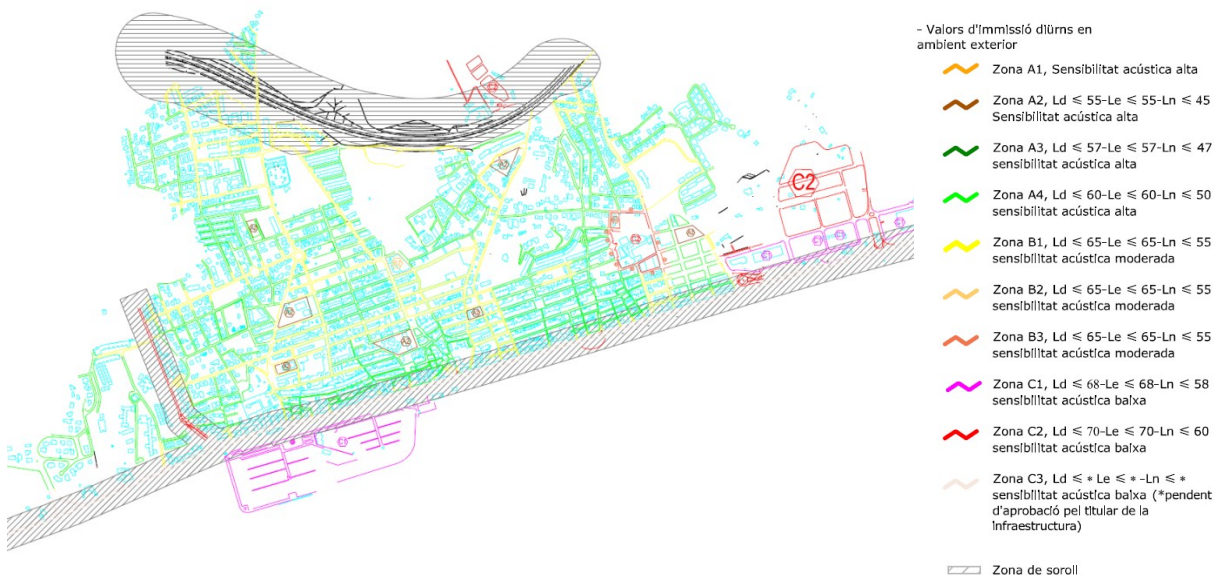 - Valors d'immissió diürns en
ambient exterior
Zona A1, Sensibilitat acústica alta
Zona A2, Ld ≤ 55-Le ≤ 55-Ln ≤ 45
Sensibilitat acústica alta
Zona A3, Ld ≤ 57-Le ≤ 57-Ln ≤ 47
sensibilitat acústica alta
Zona A4, Ld ≤ 60-Le ≤ 60-Ln ≤ 50
sensibilitat acústica alta
Zona B1, Ld ≤ 65-Le ≤ 65-Ln ≤ 55
sensibilitat acústica moderada
Zona B2, Ld ≤ 65-Le ≤ 65-Ln ≤ 55
sensibilitat acústica moderada
Zona B3, Ld ≤ 65-Le ≤ 65-Ln ≤ 55
sensibilitat acústica moderada
Zona C1, Ld ≤ 68-Le ≤ 68-Ln ≤ 58
sensibilitat acústica baixa
Zona C2, Ld ≤ 70-Le ≤ 70-Ln ≤ 60
sensibilitat acústica baixa
Zona C3, Ld ≤ * Le ≤ * -Ln ≤ *
sensibilitat acústica baixa (*pendent
d'aprobació pel titular de la
infraestructura)
Zona de soroll
C2